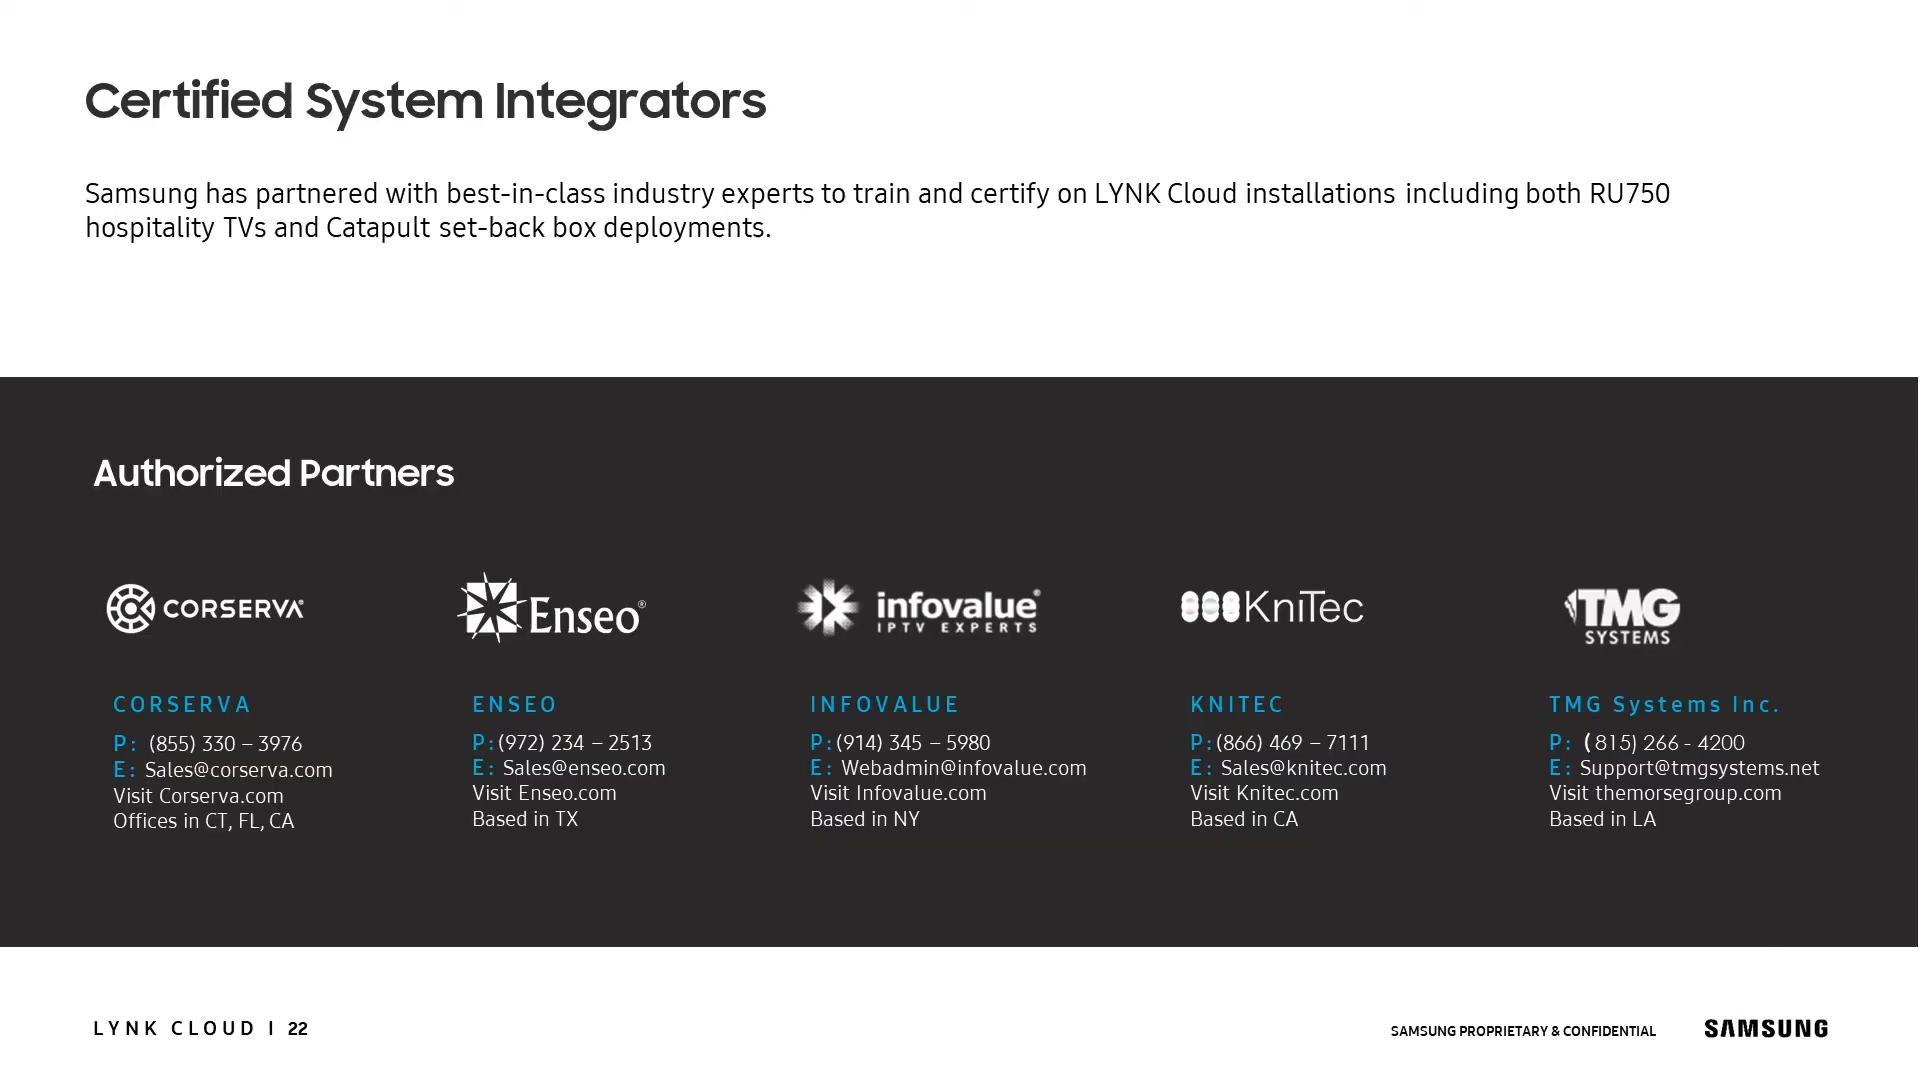 Certified System Integrators
Samsung has partnered with best-in-class industry experts to train and certify on LYNK Cloud installations including both RU750
hospitality TVs and Catapult set-back box deployments.
Authorized Partners
CORSERVA
Enseo®
infovalue®
IPTV EXPERTS
KniTec
TMG
SYSTEMS
CORSERVA
P: (855) 330 – 3976
E: Sales@corserva.com
Visit Corserva.com
Offices in CT, FL, CA
ENSEO
P:(972) 234 – 2513
E: Sales@enseo.com
Visit Enseo.com
Based in TX
INFOVALUE
P:(914) 345 – 5980
E: Webadmin@infovalue.com
Visit Infovalue.com
Based in NY
KNITEC
P:(866) 469 – 7111
E: Sales@knitec.com
Visit Knitec.com
Based in CA
TMG Systems Inc.
P: (815) 266 - 4200
E: Support@tmgsystems.net
Visit themorsegroup.com
Based in LA
LYNK CLOUD I 22
SAMSUNG PROPRIETARY & CONFIDENTIAL
SAMSUNG